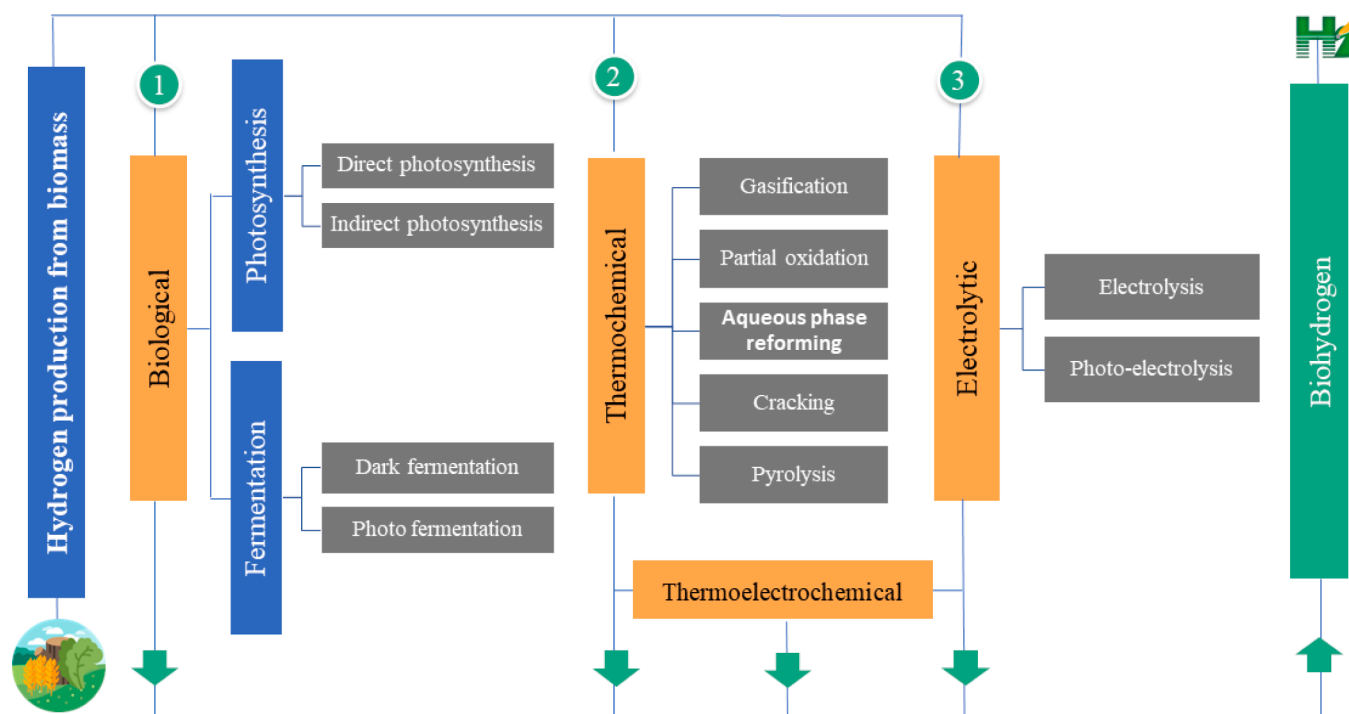 Hydrogen production from biomass
1
Biological
Photosynthesis
Direct photosynthesis
Indirect photosynthesis
Fermentation
Dark fermentation
Photo fermentation
2
Thermochemical
Gasification
Partial oxidation
Aqueous phase
reforming
Cracking
Pyrolysis
3
Electrolytic
Electrolysis
Photo-electrolysis
Thermoelectrochemical
H2
Biohydrogen